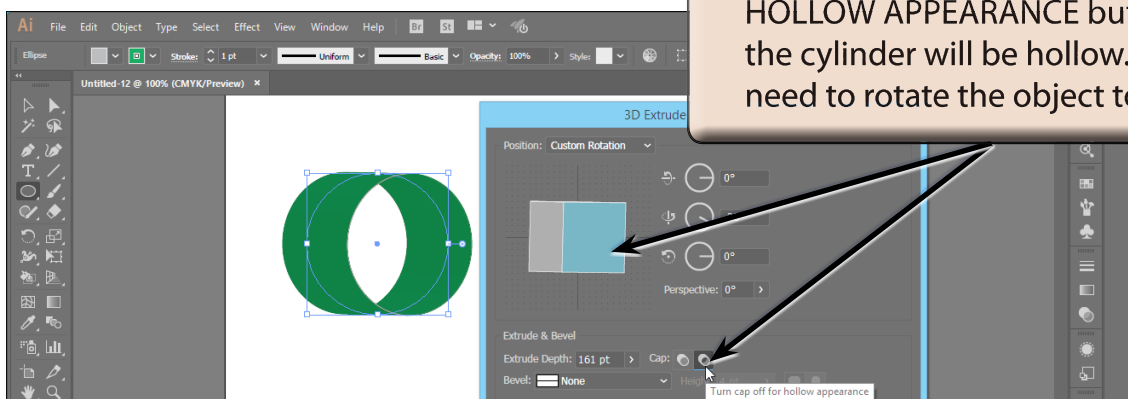 HOLLOW APPEARANCE
the cylinder will be hollow.
need to rotate the object
Ai File Edit Object Type Select Effect View Window Help Br St
Ellipse Stroke: 1 pt Uniform Basic Opacity: 100% Style:
Untitled-12 @ 100% (CMYK/Preview) ×
3D Extrude
Position: Custom Rotation
0°
0°
Perspective: 0°
Extrude & Bevel
Extrude Depth: 161 pt Cap:
Bevel: None
Turn cap off for hollow appearance